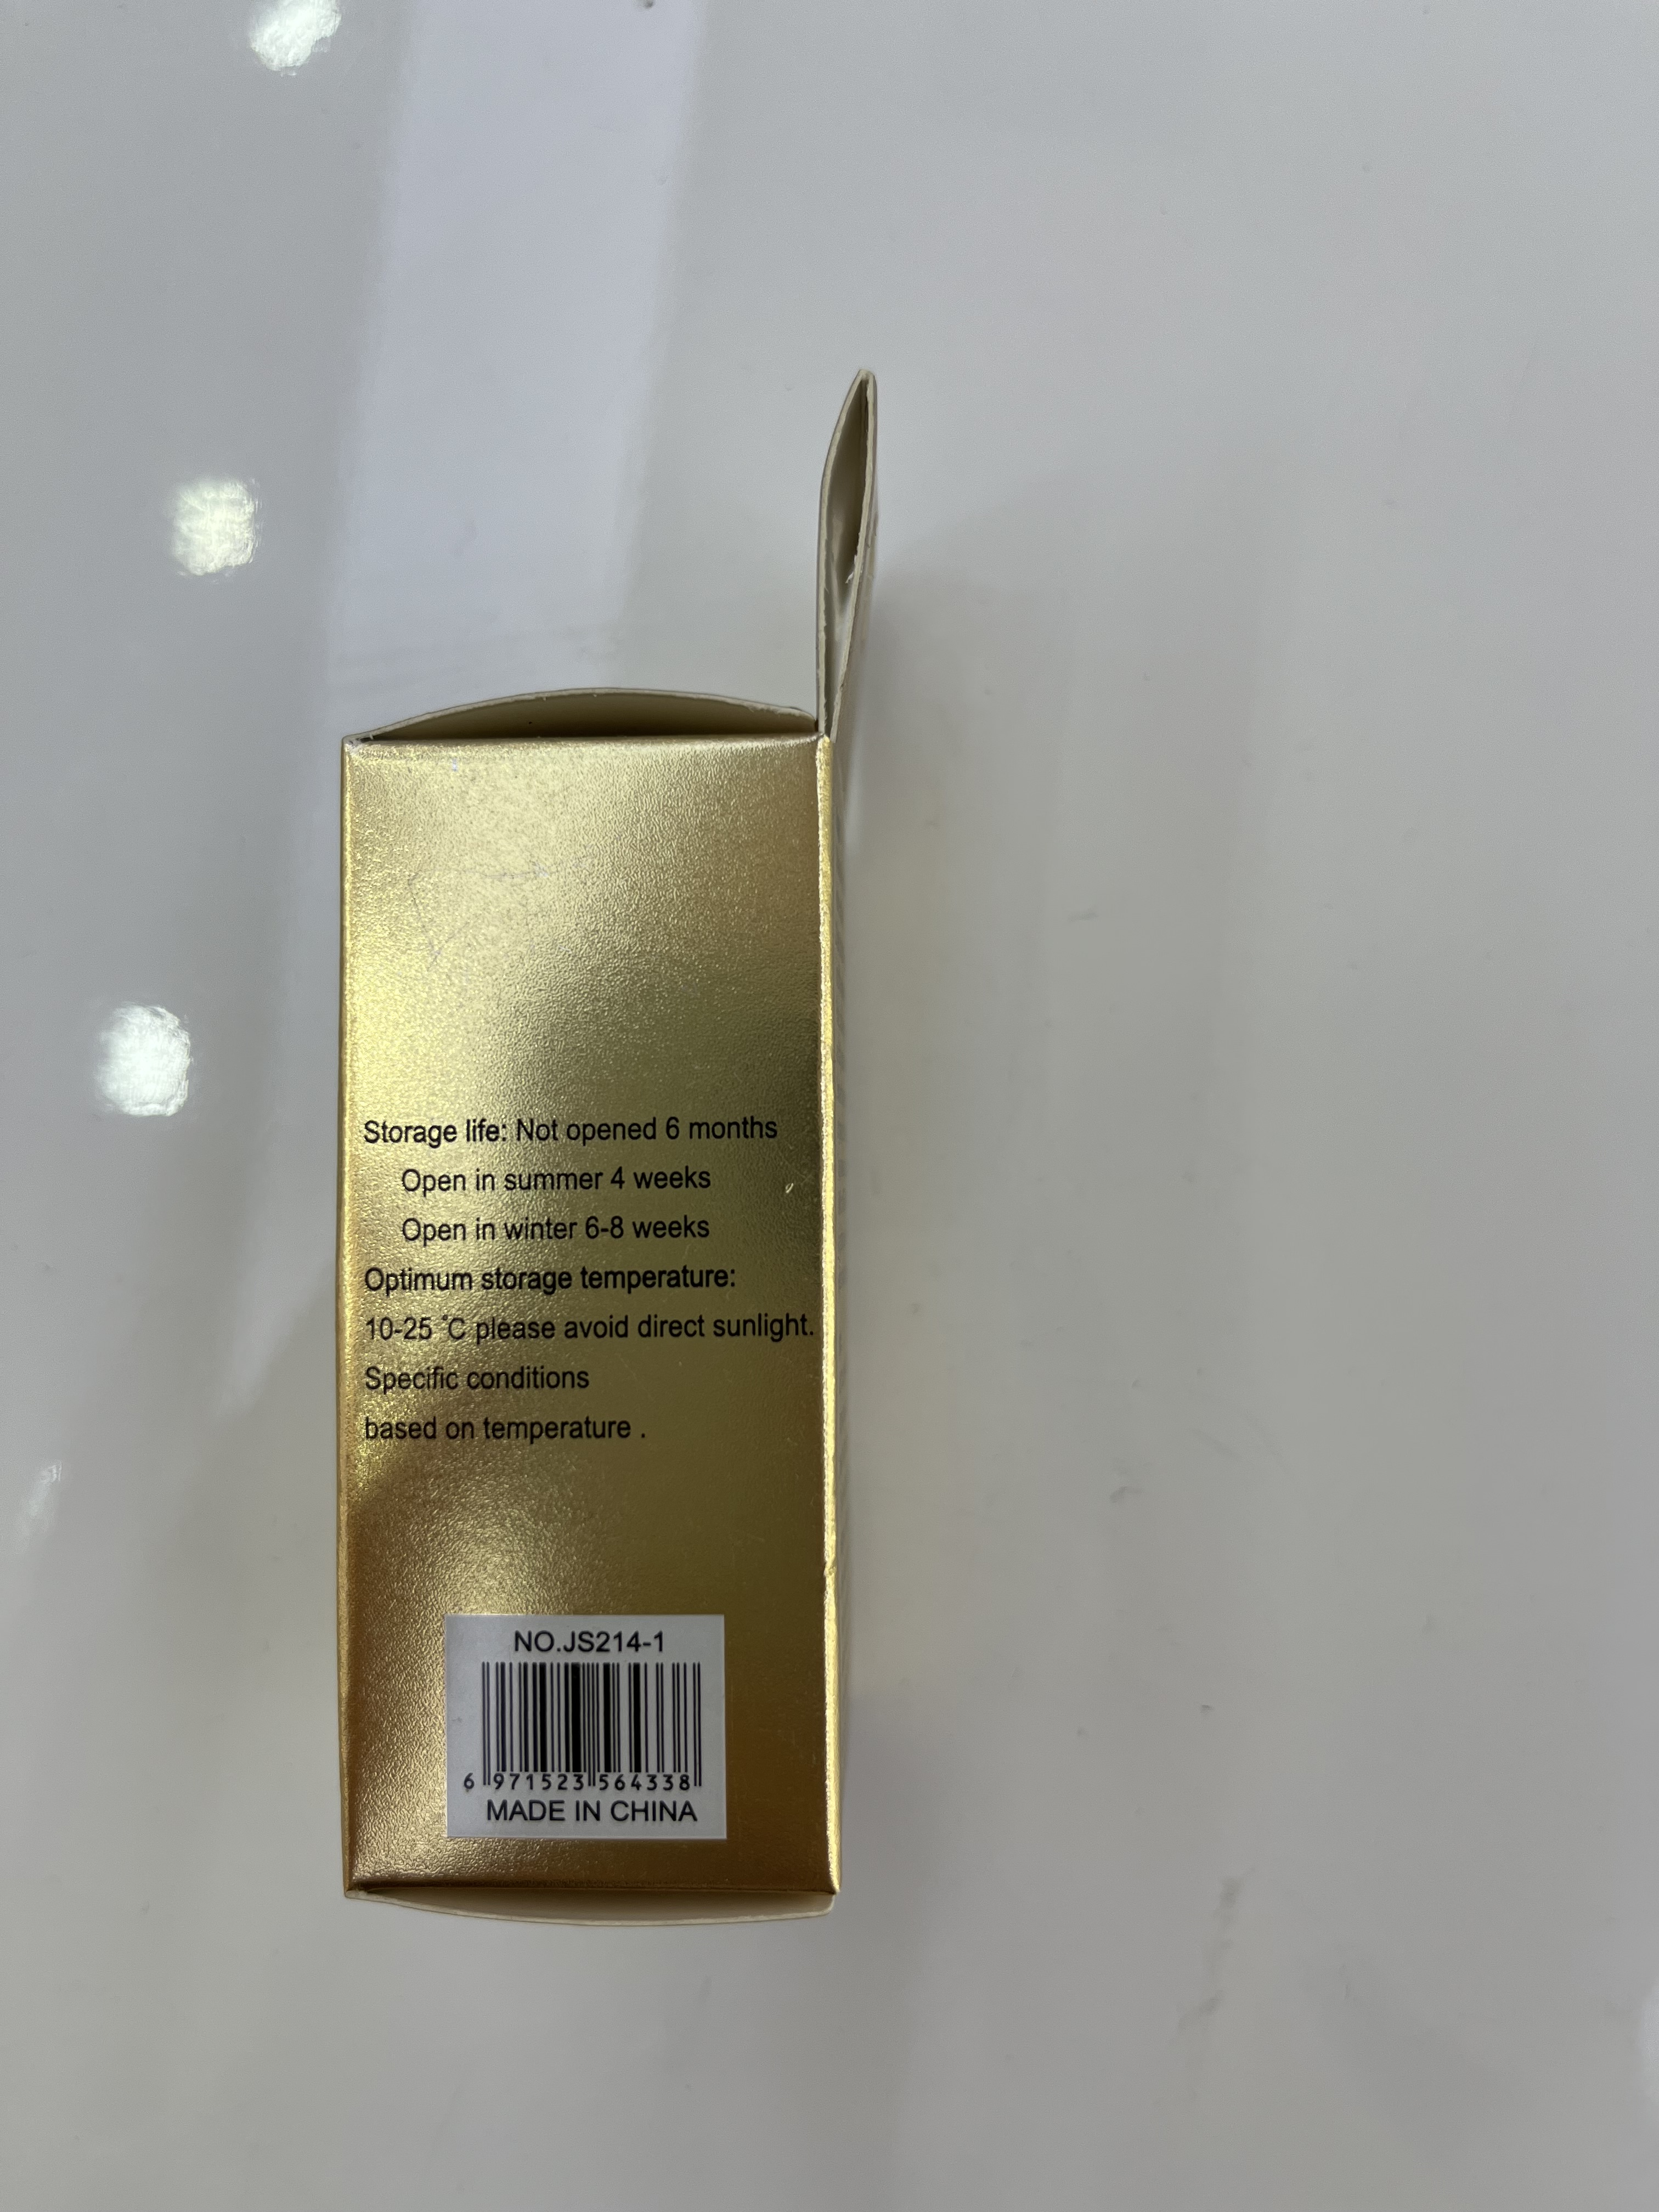 Storage life: Not opened 6 months
Open in summer 4 weeks
Open in winter 6-8 weeks
Optimum storage temperature:
10-25 ℃ please avoid direct sunlight.
Specific conditions
based on temperature .
NO.JS214-1
6 971523 564338
MADE IN CHINA